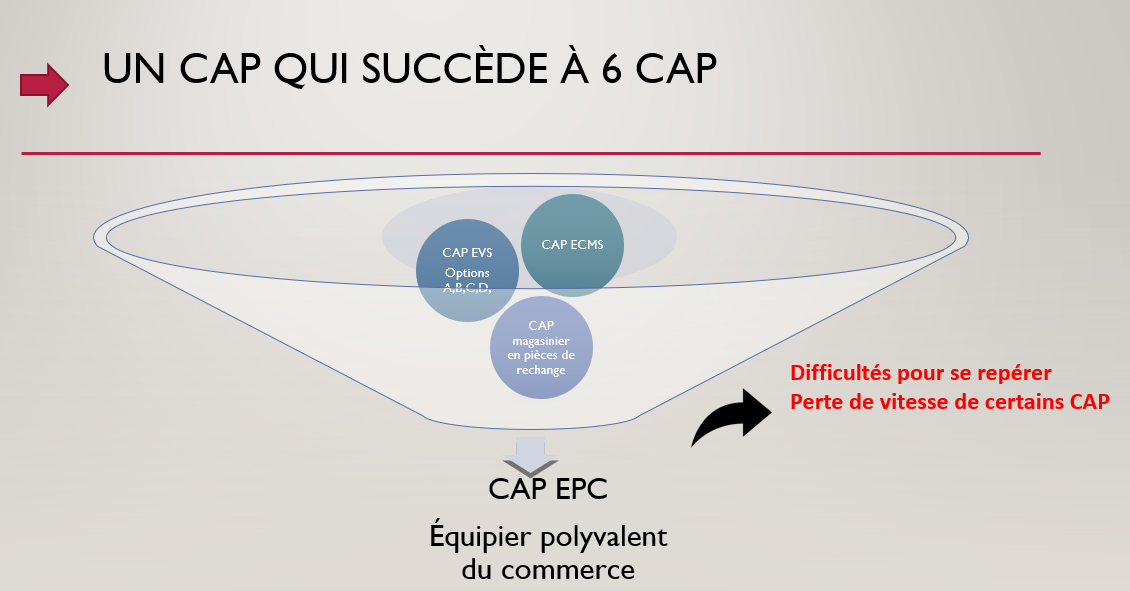 UN CAP QUI SUCCÈDE À 6 CAP
CAP EVS
Options
A,B,C,D,
CAP ECMS
CAP
magasinier
en pièces de
rechange
Difficultés pour se repérer
Perte de vitesse de certains CAP
CAP EPC
Équipier polyvalent
du commerce